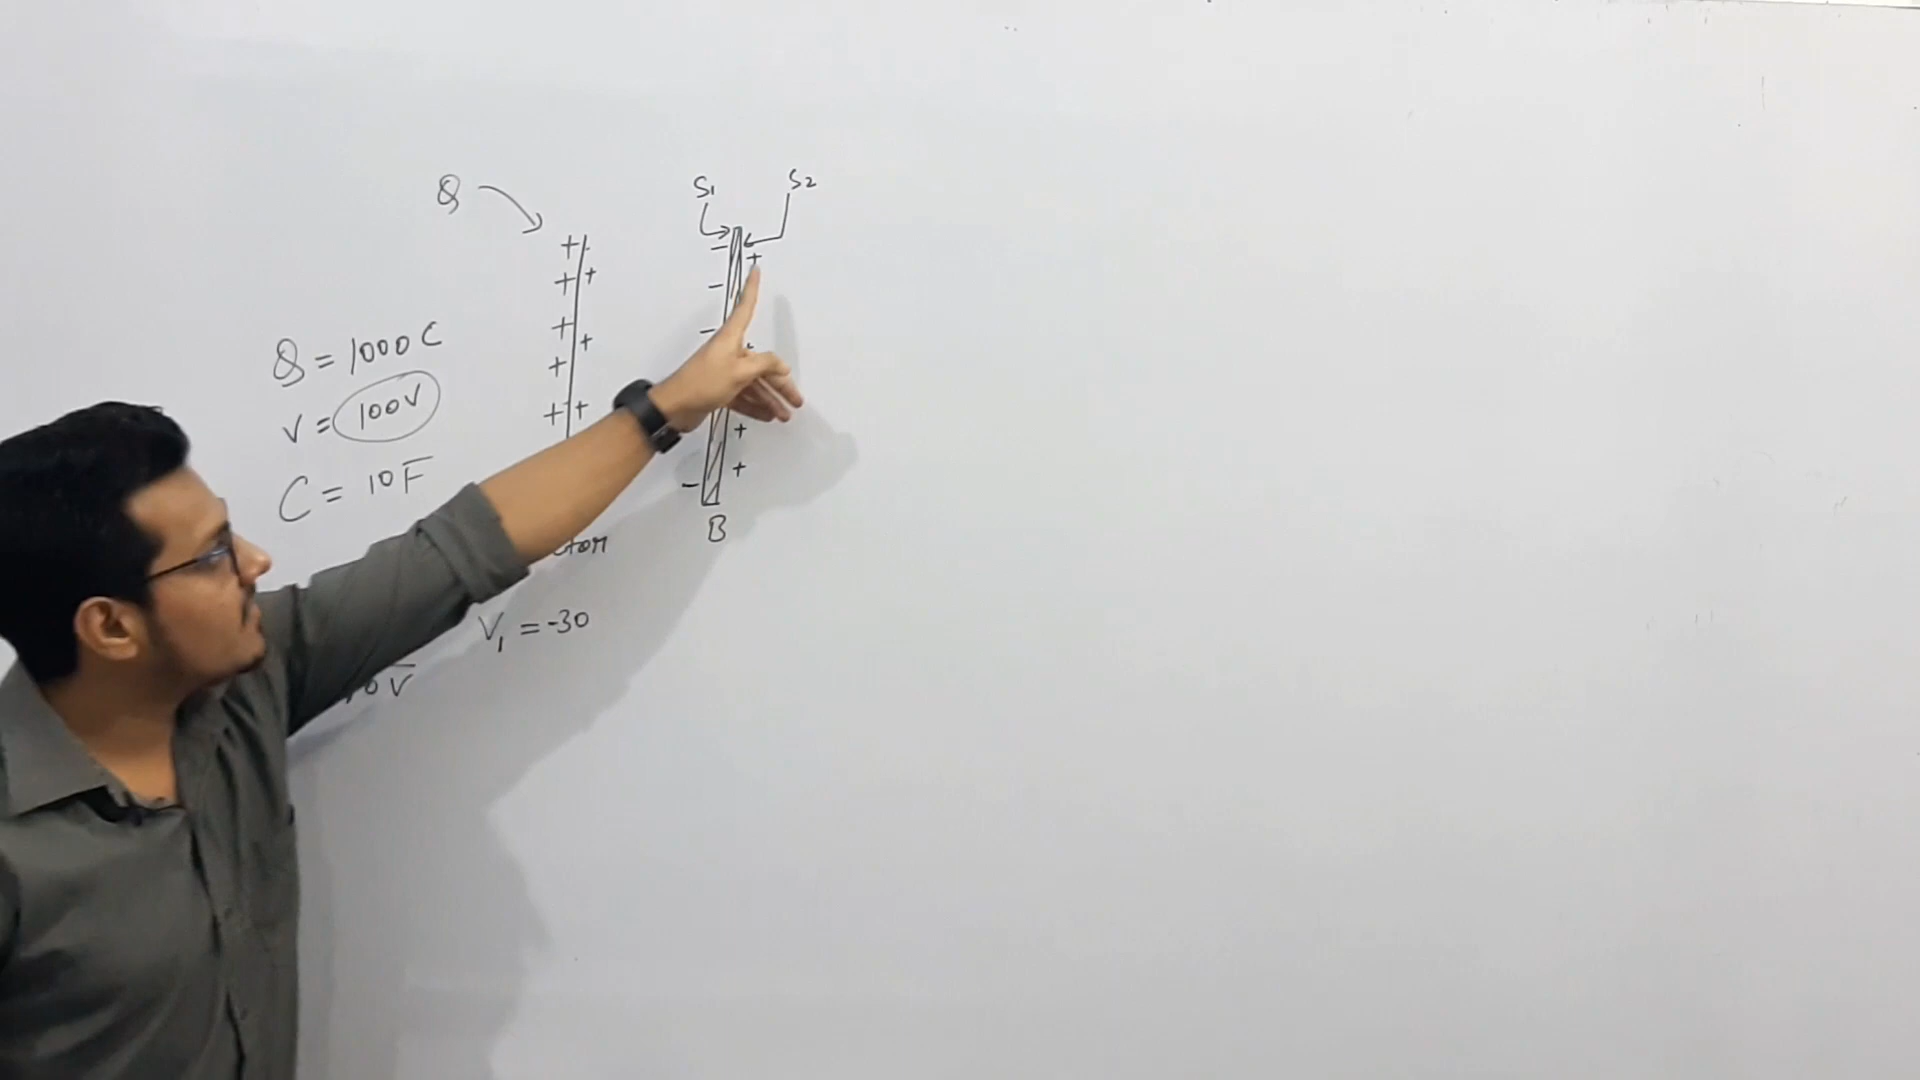 Q
S1 S2
+ + + + + + + +
- - - -
+ + +
Q = 1000 C
V = 100V
C = 10 F
B
V1 = -30